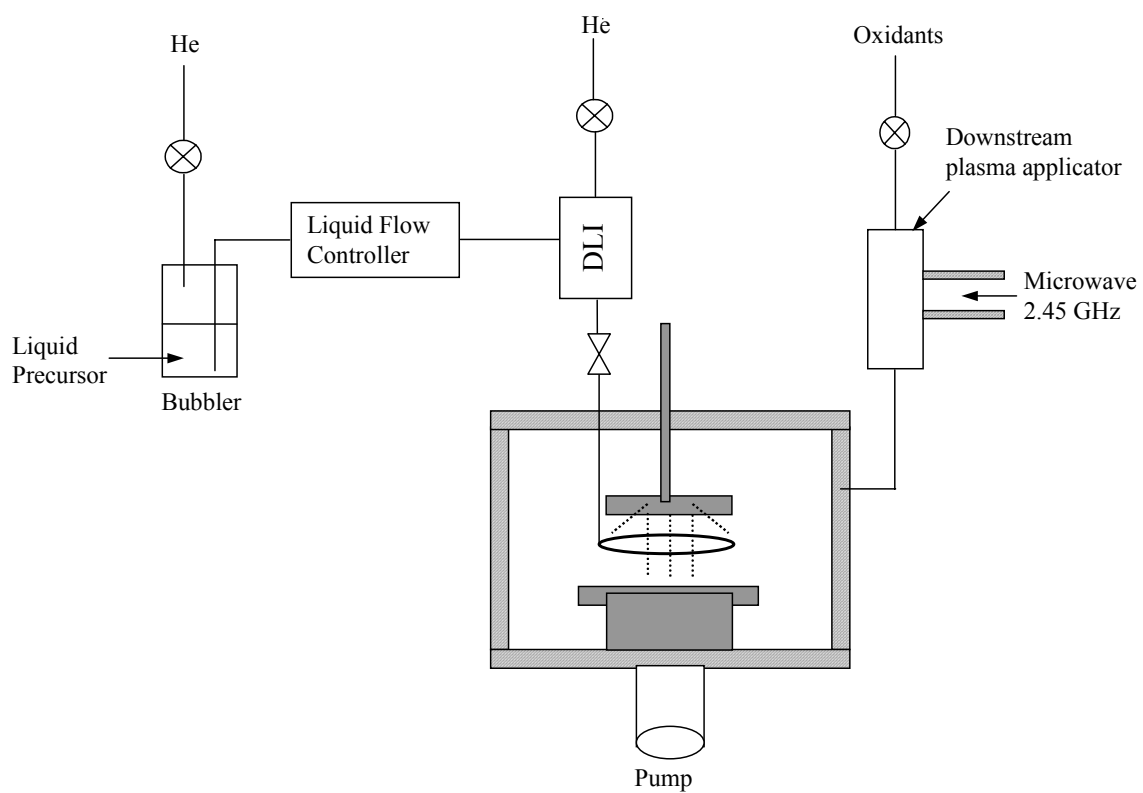 He
He
Oxidants
Downstream
plasma applicator
Liquid Flow
Controller
DLI
Microwave
2.45 GHz
Liquid
Precursor
Bubbler
Pump